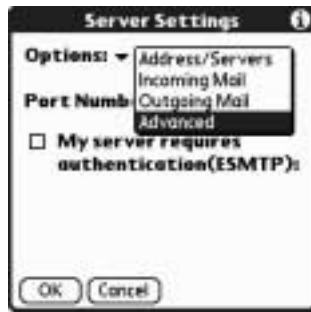 Server Settings
Options:
Address/Servers
Incoming Mail
Outgoing Mail
Advanced
Port Numb
My server requires
authentication(ESMTP):
OK
Cancel